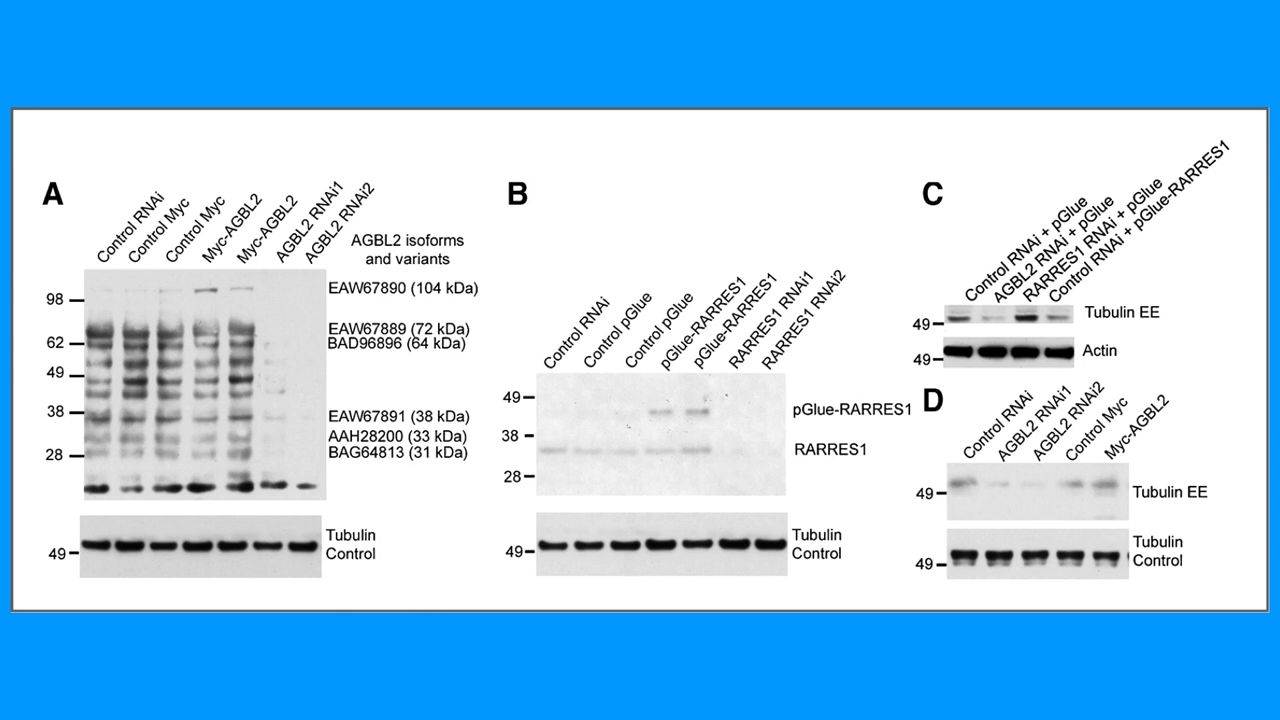 A
Control RNAi
Control Myc
Control Myc
Myc-AGBL2
Myc-AGBL2
AGBL2 RNAi1
AGBL2 RNAi2
AGBL2 isoforms
and variants
98
62
49
38
28
EAW67890 (104 kDa)
EAW67889 (72 kDa)
BAD96896 (64 kDa)
EAW67891 (38 kDa)
AAH28200 (33 kDa)
BAG64813 (31 kDa)
49
Tubulin
Control
B
Control RNAi
Control pGlue
Control pGlue
pGlue-RARRES1
pGlue-RARRES1
RARRES1 RNAi1
RARRES1 RNAi2
49
38
28
pGlue-RARRES1
RARRES1
49
Tubulin
Control
C
Control RNAi + pGlue
AGBL2 RNAi + pGlue
RARRES1 RNAi + pGlue
Control RNAi + pGlue-RARRES1
49
Tubulin EE
49
Actin
D
Control RNAi
AGBL2 RNAi1
AGBL2 RNAi2
Control Myc
Myc-AGBL2
49
Tubulin EE
49
Tubulin
Control